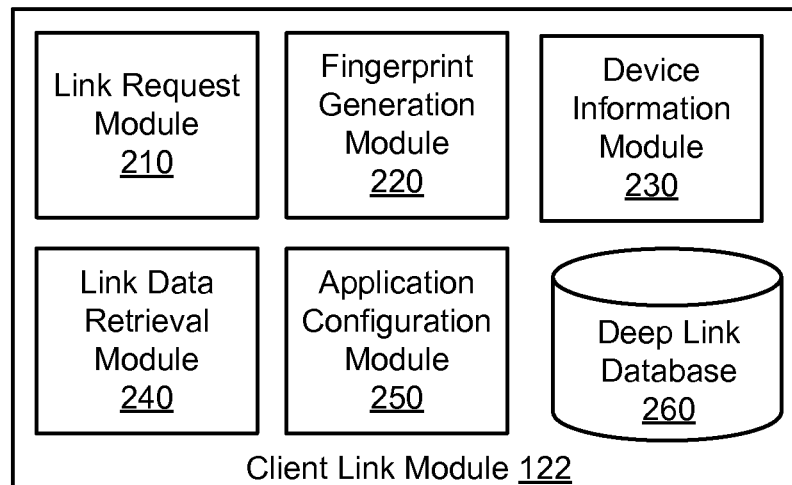 Link Request
Module
210
Fingerprint
Generation
Module
220
Device
Information
Module
230
Link Data
Retrieval
Module
240
Application
Configuration
Module
250
Deep Link
Database
260
Client Link Module 122